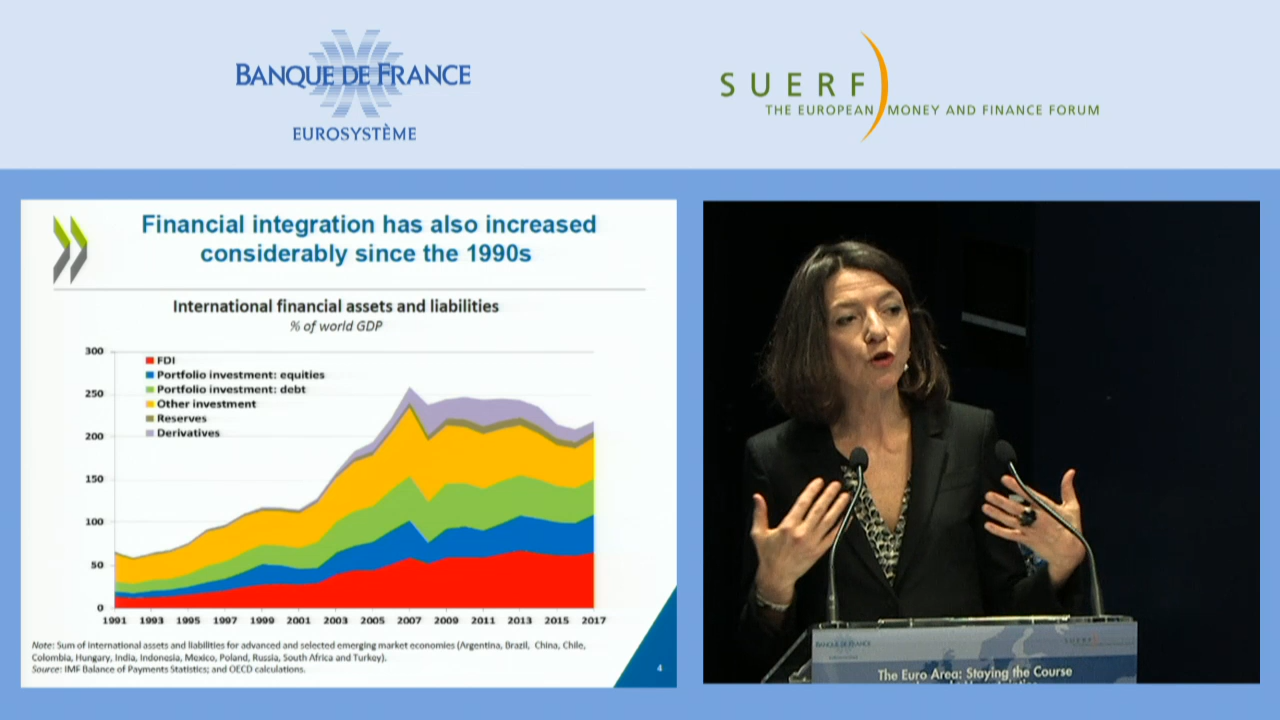 BANQUE DE FRANCE
EUROSYSTÈME
SUERF
THE EUROPEAN MONEY AND FINANCE FORUM
Financial integration has also increased
considerably since the 1990s
International financial assets and liabilities
% of world GDP
300
250
200
150
100
50
0
FDI
Portfolio investment: equities
Portfolio investment: debt
Other investment
Reserves
Derivatives
1991 1993 1995 1997 1999 2001 2003 2005 2007 2009 2011 2013 2015 2017
Note: Sum of international assets and liabilities for advanced and selected emerging market economies (Argentina, Brazil, China, Chile,
Colombia, Hungary, India, Indonesia, Mexico, Poland, Russia, South Africa and Turkey).
Source: IMF Balance of Payments Statistics; and OECD calculations.
4
BANQUE DE FRANCE
SUERF
The Euro Area: Staying the Course